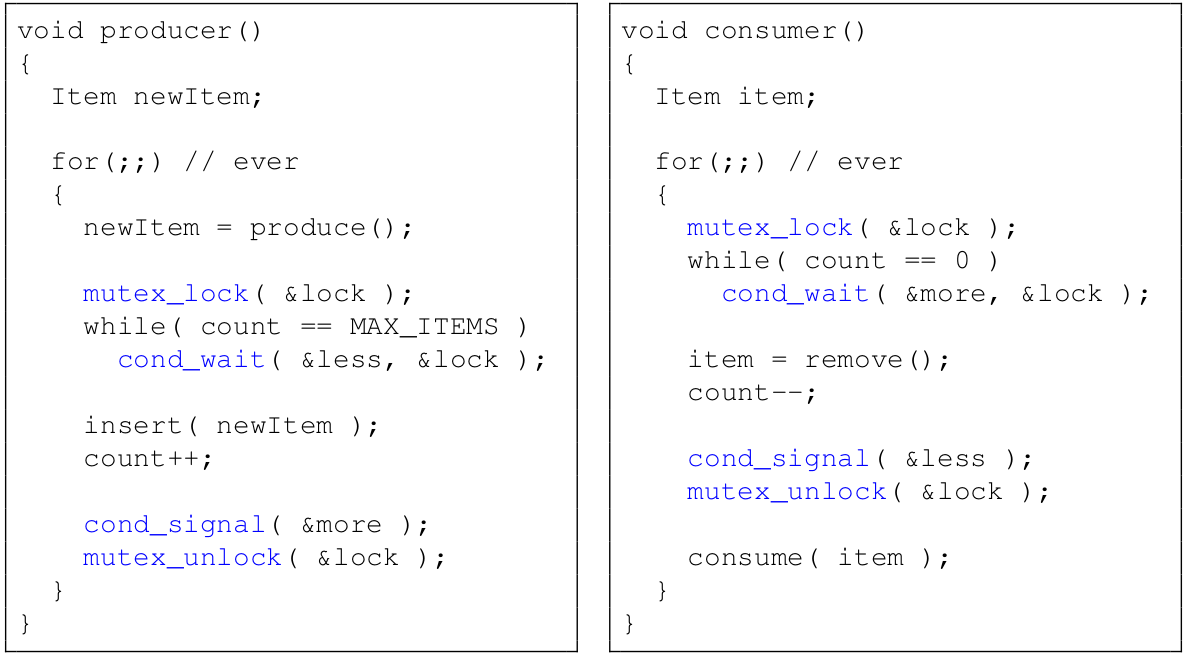 void producer()
{
  Item newItem;

  for(;;) // ever
  {
    newItem = produce();

    mutex_lock( &lock );
    while( count == MAX_ITEMS )
      cond_wait( &less, &lock );

    insert( newItem );
    count++;

    cond_signal( &more );
    mutex_unlock( &lock );
  }
}

void consumer()
{
  Item item;

  for(;;) // ever
  {
    mutex_lock( &lock );
    while( count == 0 )
      cond_wait( &more, &lock );

    item = remove();
    count--;

    cond_signal( &less );
    mutex_unlock( &lock );

    consume( item );
  }
}